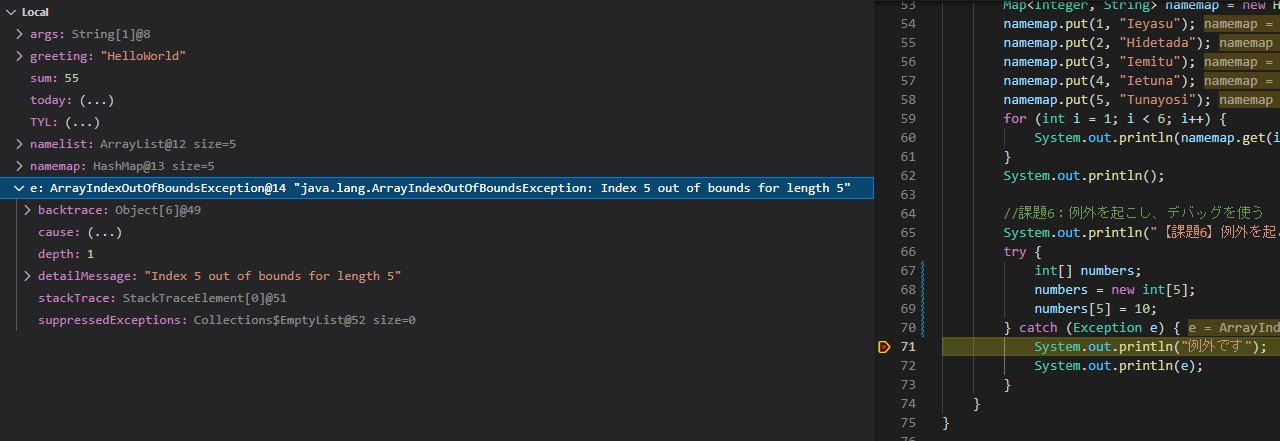 Local
args: String[1]@8
greeting: "HelloWorld"
sum: 55
today: (...)
TYL: (...)
namelist: ArrayList@12 size=5
namemap: HashMap@13 size=5
e: ArrayIndexOutOfBoundsException@14 "java.lang.ArrayIndexOutOfBoundsException: Index 5 out of bounds for length 5"
backtrace: Object[6]@49
cause: (...)
depth: 1
detailMessage: "Index 5 out of bounds for length 5"
stackTrace: StackTraceElement[0]@51
suppressedExceptions: Collections$EmptyList@52 size=0
53 Map<Integer, String> namemap = new H
54 namemap.put(1, "Ieyasu"); namemap =
55 namemap.put(2, "Hidetada"); namemap
56 namemap.put(3, "Iemitu"); namemap =
57 namemap.put(4, "Ietuna"); namemap =
58 namemap.put(5, "Tunayosi"); namemap
59 for (int i = 1; i < 6; i++) {
60 System.out.println(namemap.get(i
61 }
62 System.out.println();
63
64 //課題6：例外を起こし、デバッグを使う
65 System.out.println("【課題6】例外を起
66 try {
67 int[] numbers;
68 numbers = new int[5];
69 numbers[5] = 10;
70 } catch (Exception e) { e = ArrayInd
71 System.out.println("例外です");
72 System.out.println(e);
73 }
74 }
75 }